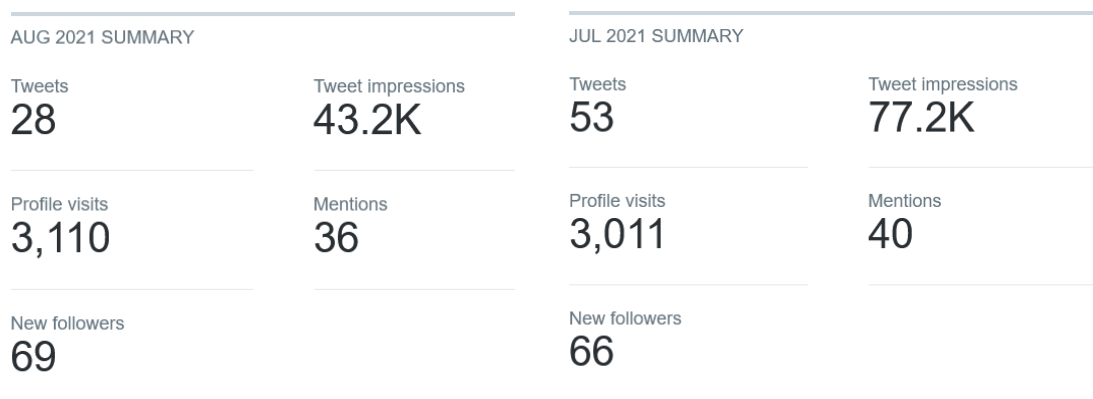 AUG 2021 SUMMARY
Tweets
28
Tweet impressions
43.2K
Profile visits
3,110
Mentions
36
New followers
69
JUL 2021 SUMMARY
Tweets
53
Tweet impressions
77.2K
Profile visits
3,011
Mentions
40
New followers
66